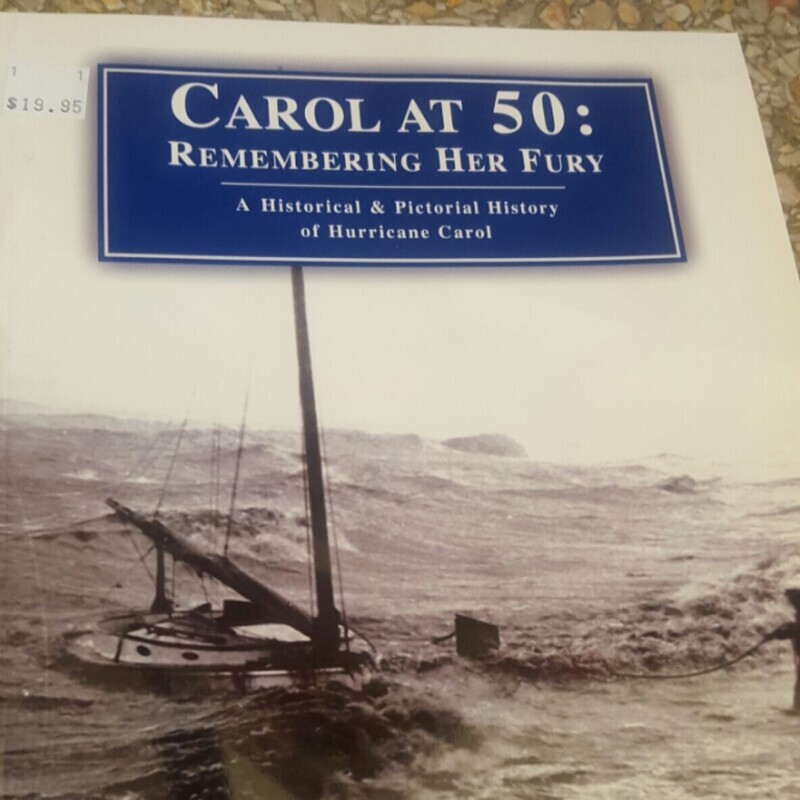 1 1
$19.95
CAROL AT 50:
REMEMBERING HER FURY
A Historical & Pictorial History
of Hurricane Carol